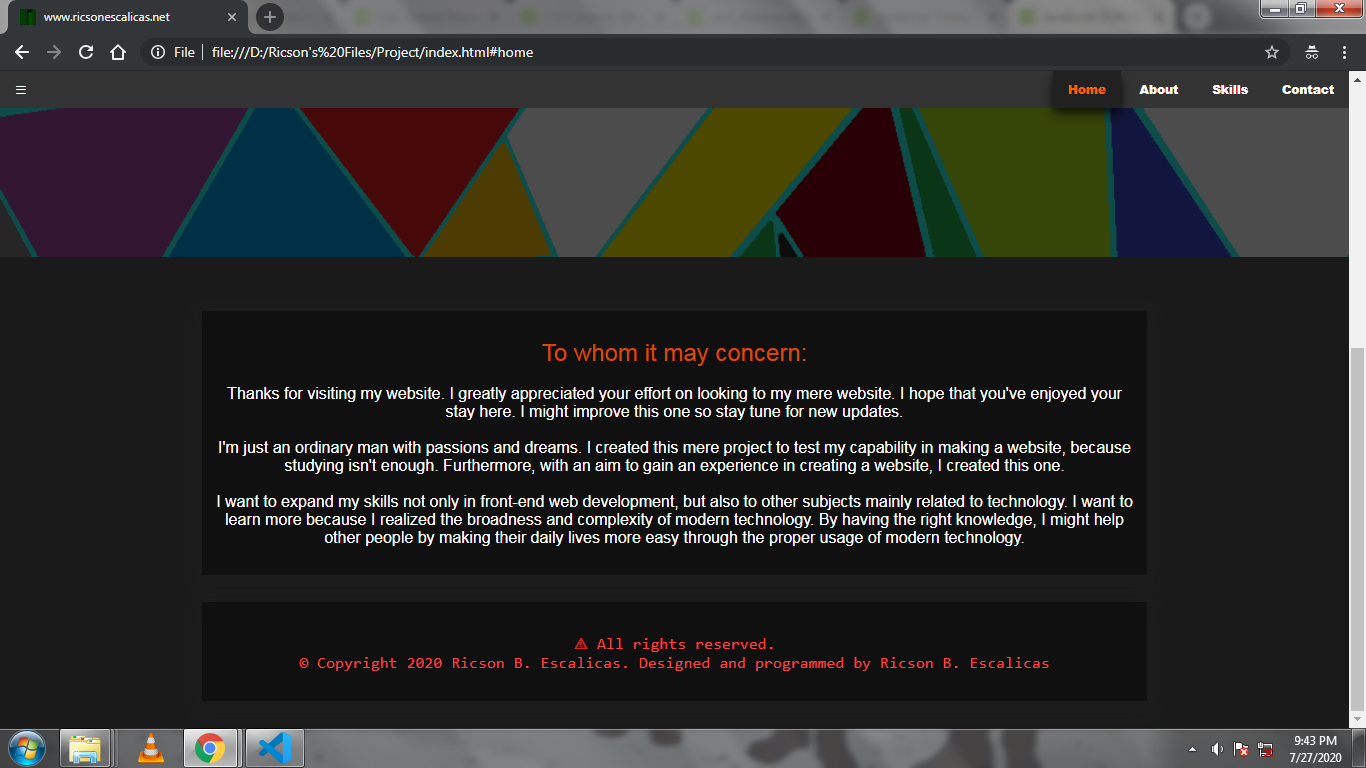 www.ricsonescalicas.net
File
file:///D:/Ricson's%20Files/Project/index.html#home
≡ Home About Skills Contact
To whom it may concern:
Thanks for visiting my website. I greatly appreciated your effort on looking to my mere website. I hope that you've enjoyed your
stay here. I might improve this one so stay tune for new updates.
I'm just an ordinary man with passions and dreams. I created this mere project to test my capability in making a website, because
studying isn't enough. Furthermore, with an aim to gain an experience in creating a website, I created this one.
I want to expand my skills not only in front-end web development, but also to other subjects mainly related to technology. I want to
learn more because I realized the broadness and complexity of modern technology. By having the right knowledge, I might help
other people by making their daily lives more easy through the proper usage of modern technology.
⚠ All rights reserved.
© Copyright 2020 Ricson B. Escalicas. Designed and programmed by Ricson B. Escalicas
9:43 PM
7/27/2020